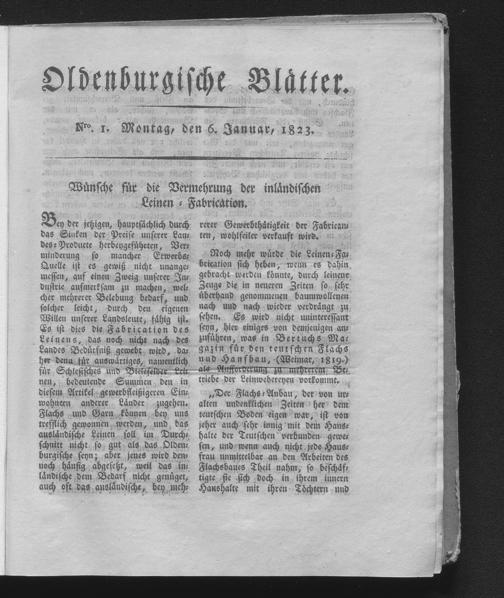 Oldenburgische Blätter.
Nro. 1. Montag, den 6. Januar, 1823.
Wünsche für die Vermehrung der inländischen
Leinen-Fabrication.
Bey der jetzigen, hauptsächlich durch
das Sinken der Preise unserer Lan-
des-Producte herbeygeführten, Ver-
minderung so mancher Erwerbs-
Quelle ist es gewiß nicht unange-
messen, auf einen Zweig unserer In-
dustrie aufmerksam zu machen, wel-
cher mehrerer Belebung bedarf, und
solcher leicht, durch den eigenen
Willen unserer Landsleute, fähig ist.
Es ist dies die Fabrication des
Leinens, das noch nicht nach des
Landes Bedürfniß gewebt wird, da-
her denn für auswärtiges, namentlich
für Schlesisches und Bielefelder Lei-
nen, bedeutende Summen den in
diesem Artikel gewerbfleißigeren Ein-
wohnern anderer Länder zugehen.
Flachs und Garn können bey uns
trefflich gewonnen werden, und das
ausländische Leinen soll im Durch-
schnitt nicht so gut als das Olden-
burgische seyn; aber jenes wird den-
noch häufig abgesetzt, weil das in-
ländische dem Bedarf nicht genüget,
auch oft das ausländische, bey meh-
rerer Gewerbthätigkeit der Fabrican-
ten, wohlfeiler verkauft wird.
Noch mehr würde die Leinen-Fa-
brication sich heben, wenn es dahin
gebracht werden könnte, durch leinene
Zeuge die in neueren Zeiten so sehr
überhand genommenen baumwollenen
nach und nach wieder verdrängt zu
sehen. Es wird nicht uninteressant
seyn, hier einiges von demjenigen an-
zuführen, was in Bertuchs Ma-
gazin für den teutschen Flachs
und Hanfbau, (Weimar, 1819.)
als Aufforderung zu mehrerem Be-
triebe der Leinwebereyen vorkommt.
„Der Flachs-Anbau, der von ur-
alten undenklichen Zeiten her dem
teutschen Boden eigen war, ist von
jeher auch sehr innig mit dem Haus-
halte der Teutschen verbunden gewe-
sen, und wenn auch nicht jede Haus-
frau unmittelbar an den Arbeiten des
Flachsbaues Theil nahm, so beschäf-
tigte sie sich doch in ihrem innern
Haushalte mit ihren Töchtern und